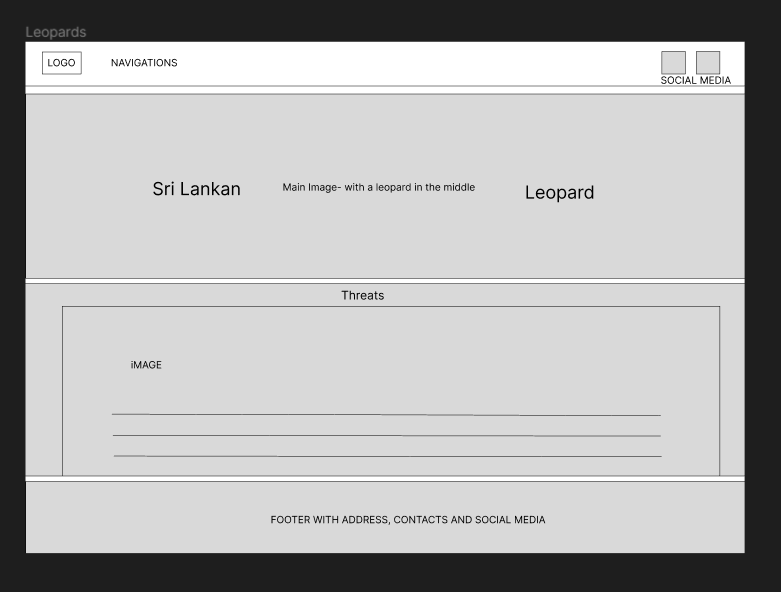 Leopards
LOGO
NAVIGATIONS
SOCIAL MEDIA
Sri Lankan
Main Image- with a leopard in the middle
Leopard
Threats
iMAGE
FOOTER WITH ADDRESS, CONTACTS AND SOCIAL MEDIA